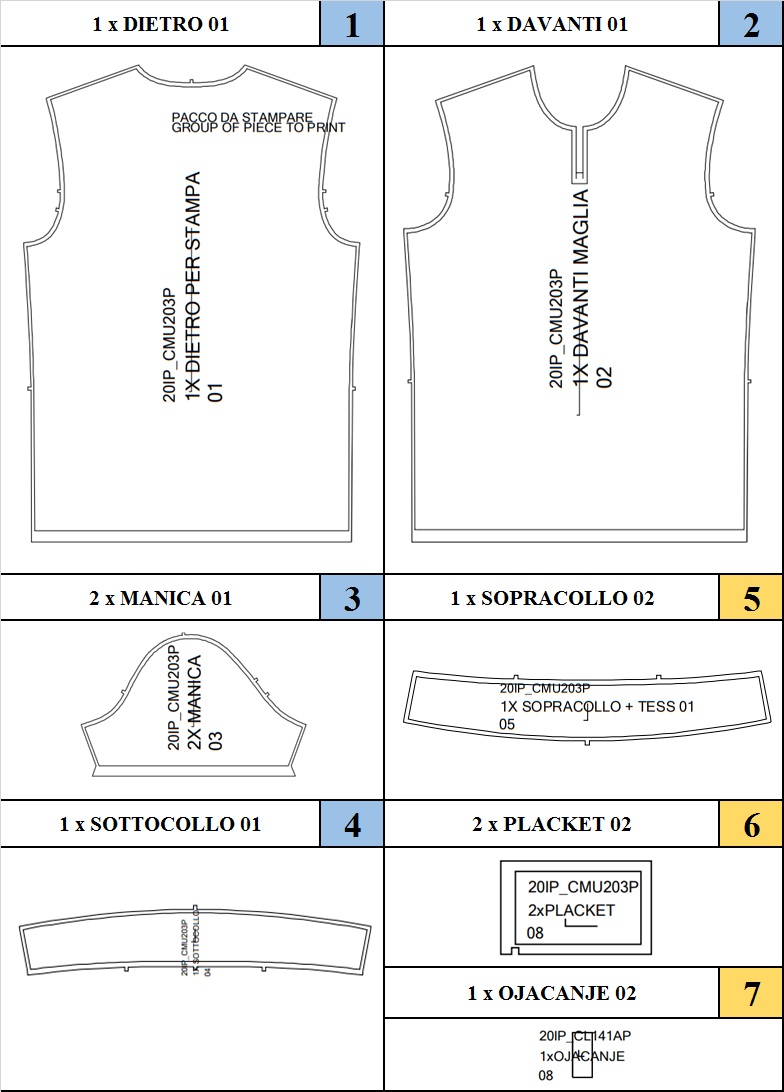 1 x DIETRO 01
1
PACCO DA STAMPARE
GROUP OF PIECE TO PRINT
20IP_CMU203P
1X DIETRO PER STAMPA
01
1 x DAVANTI 01
2
20IP_CMU203P
1X DAVANTI MAGLIA
02
2 x MANICA 01
3
20IP_CMU203P
2X MANICA
03
1 x SOPRACOLLO 02
5
20IP_CMU203P
1X SOPRACOLLO + TESS 01
05
1 x SOTTOCOLLO 01
4
20IP_CMU203P
1X SOTTOCOLLO
04
2 x PLACKET 02
6
20IP_CMU203P
2xPLACKET
08
1 x OJACANJE 02
7
20IP_CL141AP
1xOJACANJE
08